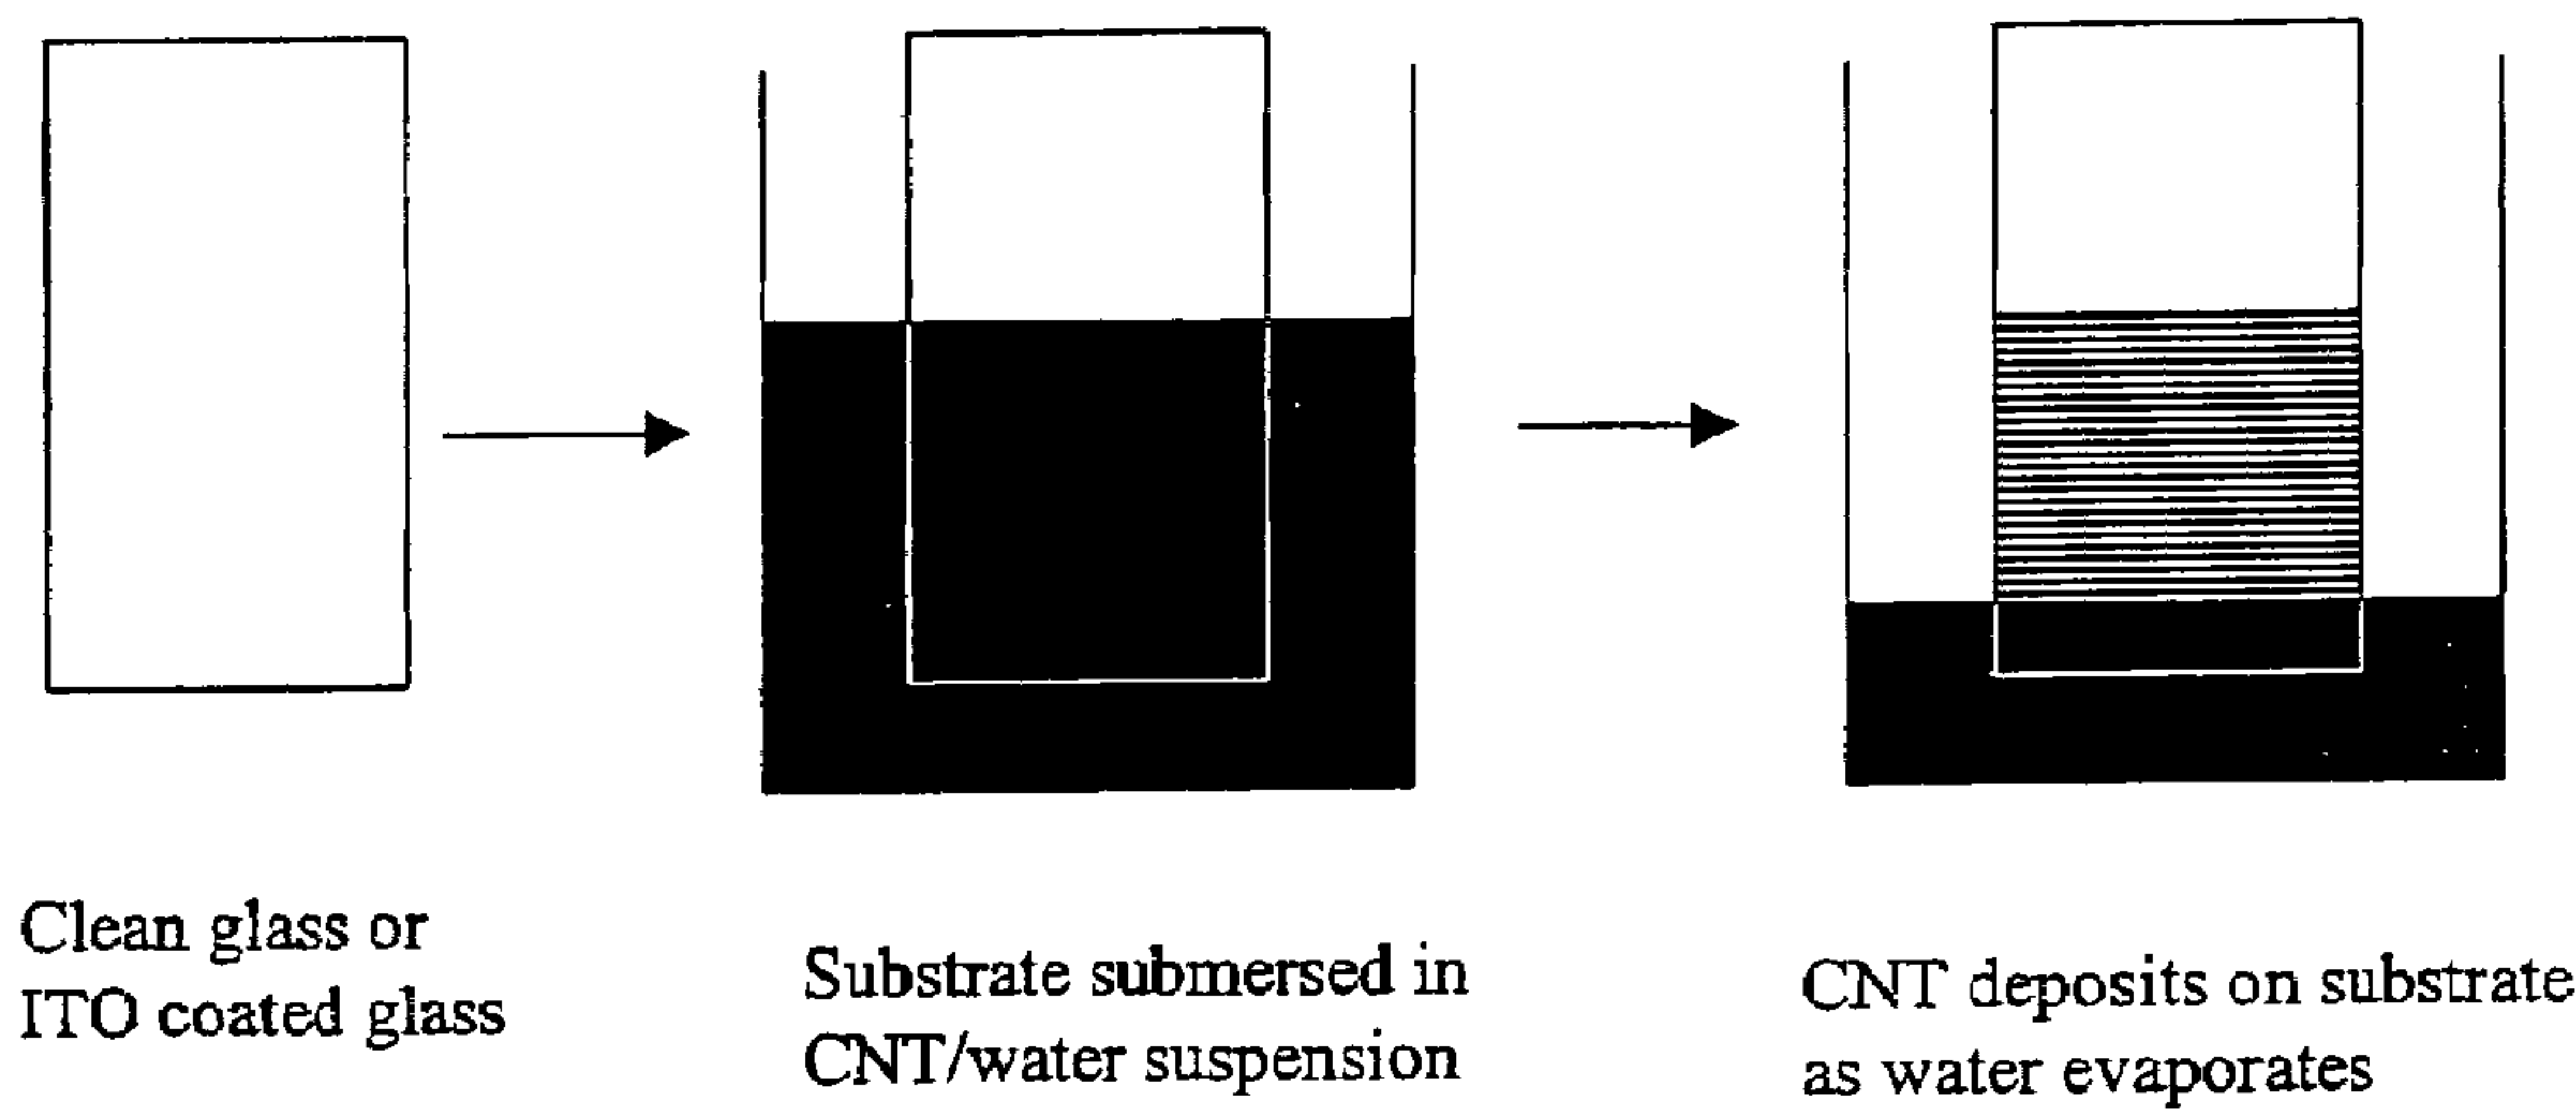 Clean glass or
ITO coated glass
Substrate submersed in
CNT/water suspension
CNT deposits on substrate
as water evaporates